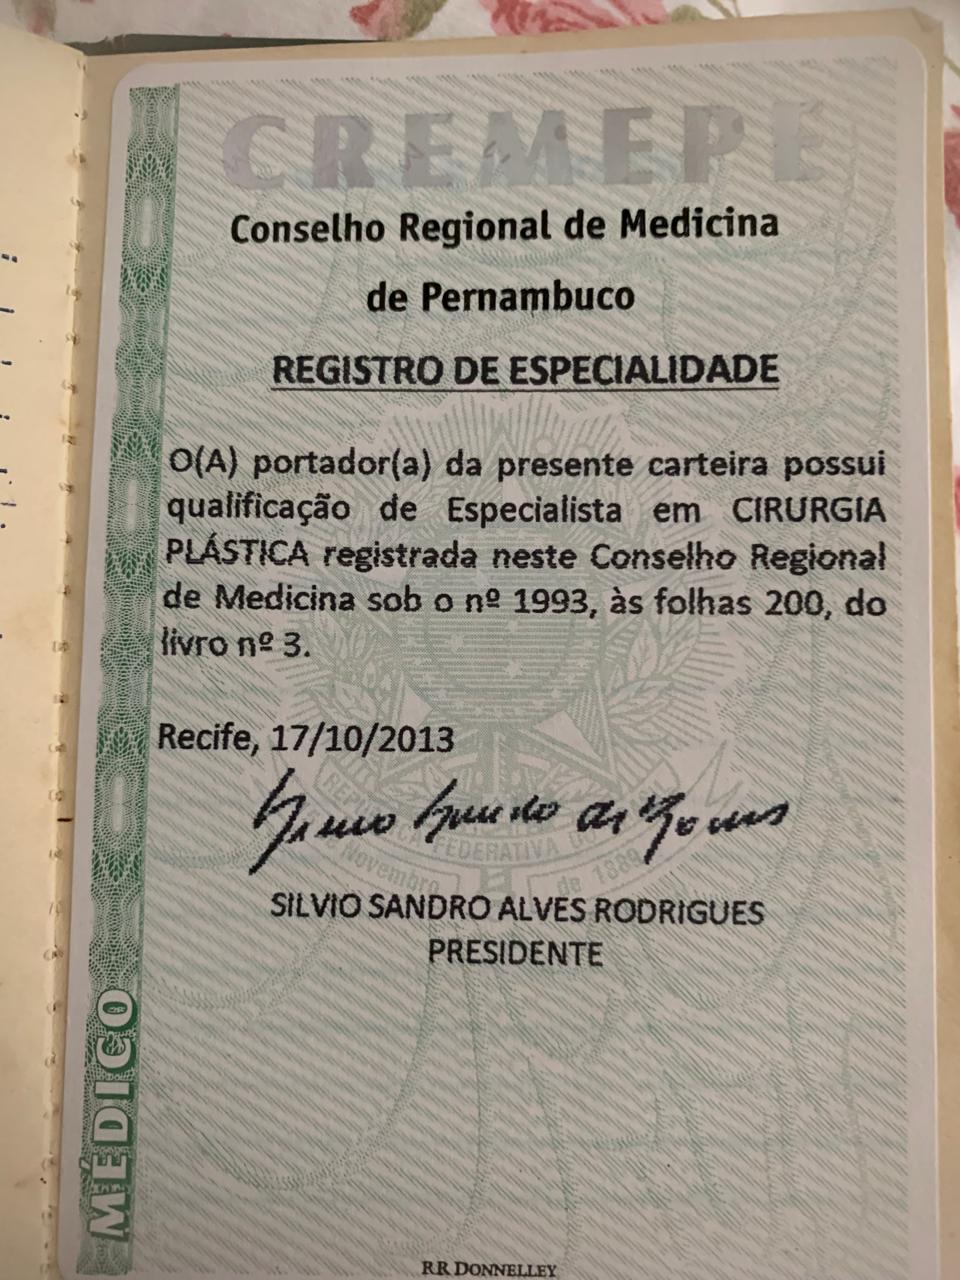 CREMEPE
Conselho Regional de Medicina
de Pernambuco
REGISTRO DE ESPECIALIDADE
O(A) portador(a) da presente carteira possui
qualificação de Especialista em CIRURGIA
PLÁSTICA registrada neste Conselho Regional
de Medicina sob o nº 1993, às folhas 200, do
livro nº 3.
Recife, 17/10/2013
SILVIO SANDRO ALVES RODRIGUES
PRESIDENTE
MÉDICO
RR DONNELLEY